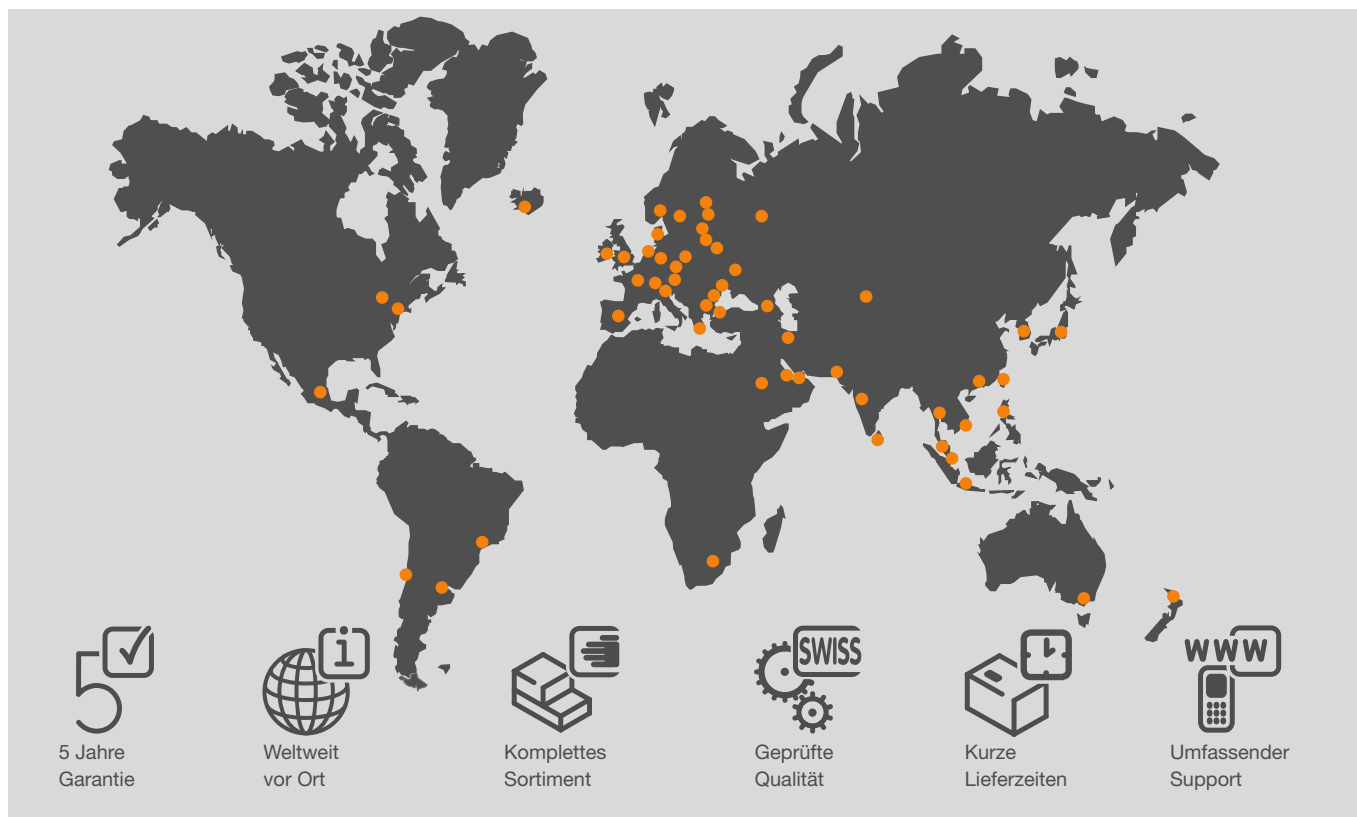 SWISS
www
5 Jahre
Garantie
Weltweit
vor Ort
Komplettes
Sortiment
Geprüfte
Qualität
Kurze
Lieferzeiten
Umfassender
Support